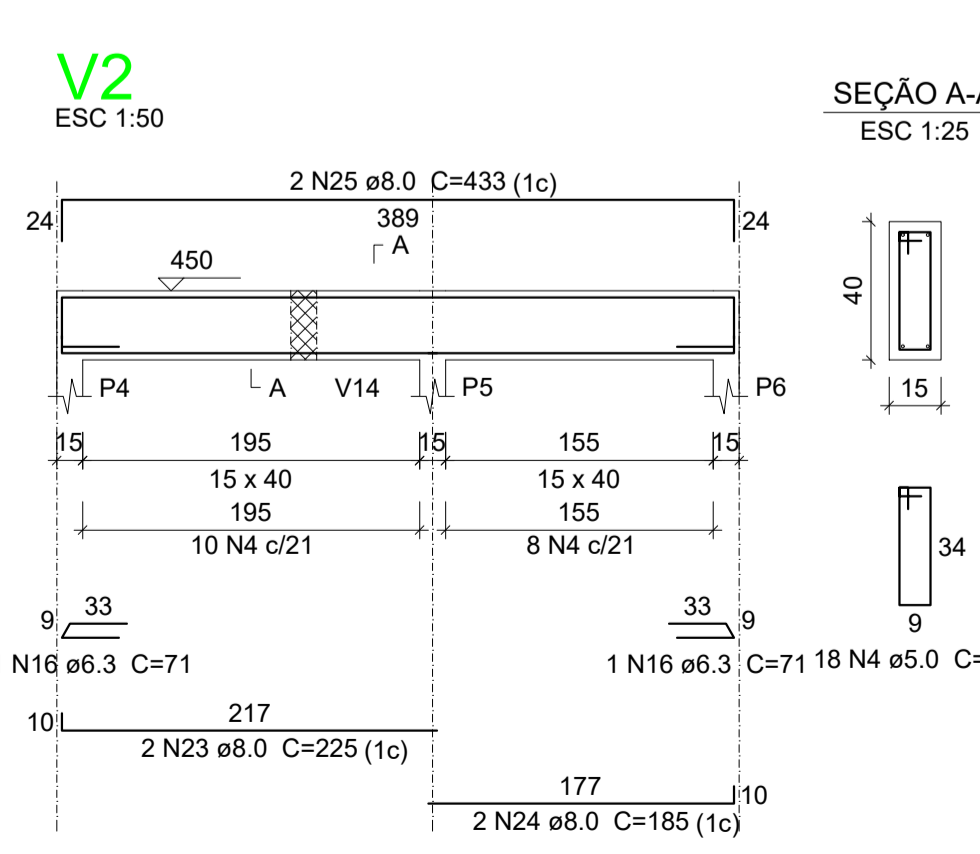 V2
ESC 1:50
SEÇÃO A-A
ESC 1:25
2 N25 ø8.0 C=433 (1c)
24
389
24
A
450
40
P4
A
V14
P5
P6
15
15
195
15
155
15
15 x 40
15 x 40
195
155
10 N4 c/21
8 N4 c/21
34
9
33
33
9
9
N16 ø6.3 C=71
1 N16 ø6.3 C=71
18 N4 ø5.0 C=
10
217
2 N23 ø8.0 C=225 (1c)
177
10
2 N24 ø8.0 C=185 (1c)